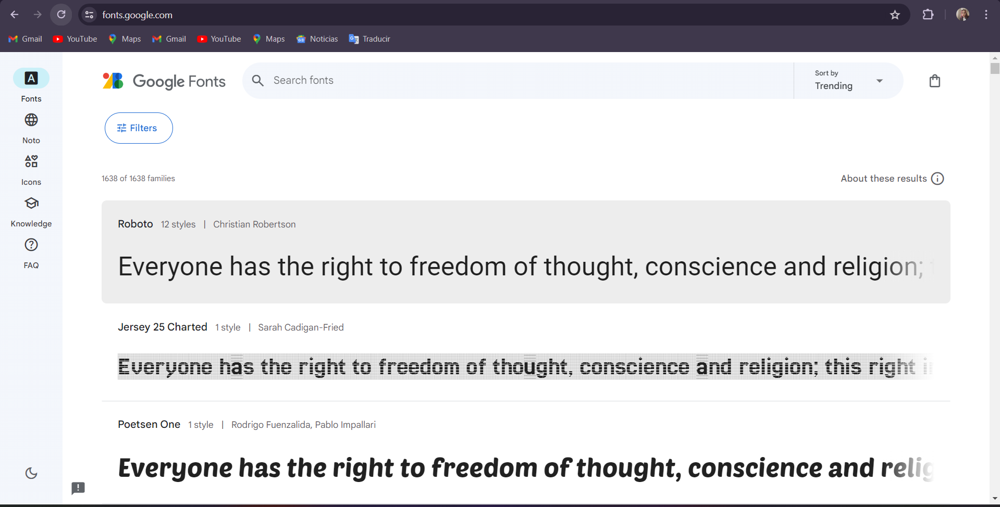 fonts.google.com
Gmail YouTube Maps Gmail YouTube Maps Noticias Traducir
A
Fonts
Noto
Icons
Knowledge
FAQ
Google Fonts
Search fonts
Sort by
Trending
Filters
1638 of 1638 families
About these results
Roboto 12 styles | Christian Robertson
Everyone has the right to freedom of thought, conscience and religion;
Jersey 25 Charted 1 style | Sarah Cadigan-Fried
Everyone has the right to freedom of thought, conscience and religion; this right i
Poetsen One 1 style | Rodrigo Fuenzalida, Pablo Impallari
Everyone has the right to freedom of thought, conscience and relig